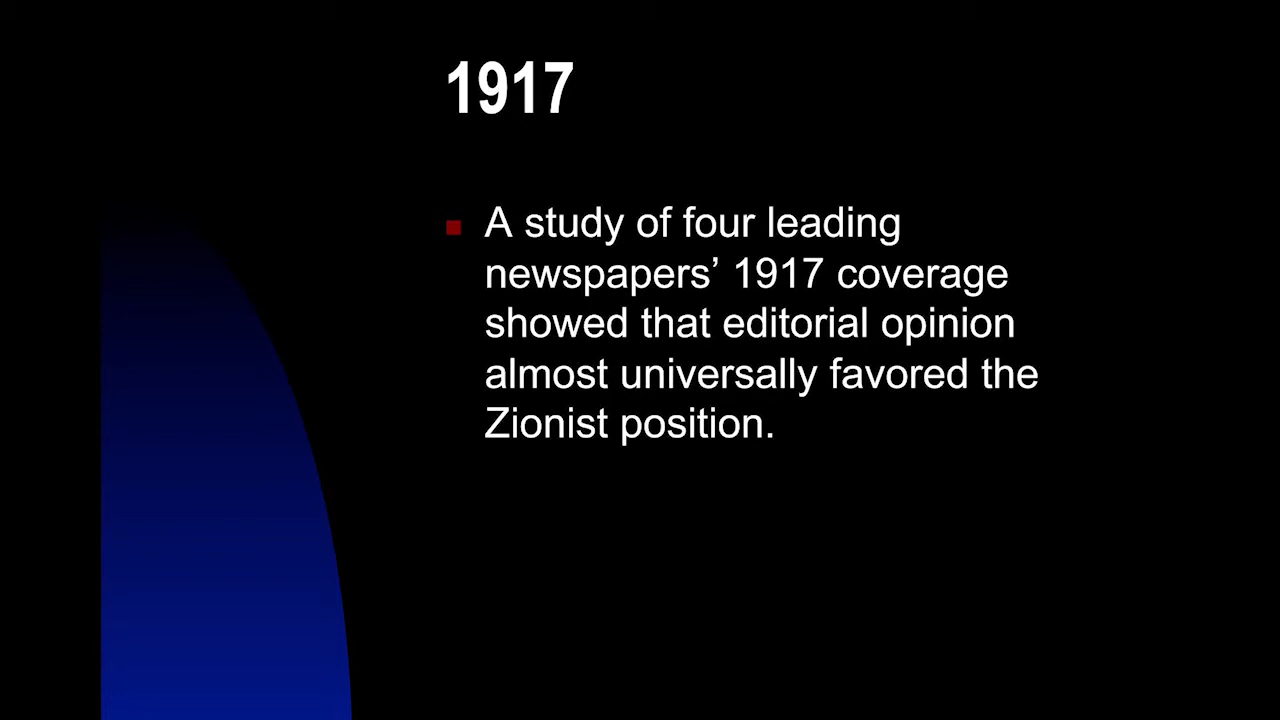 1917
A study of four leading
newspapers’ 1917 coverage
showed that editorial opinion
almost universally favored the
Zionist position.